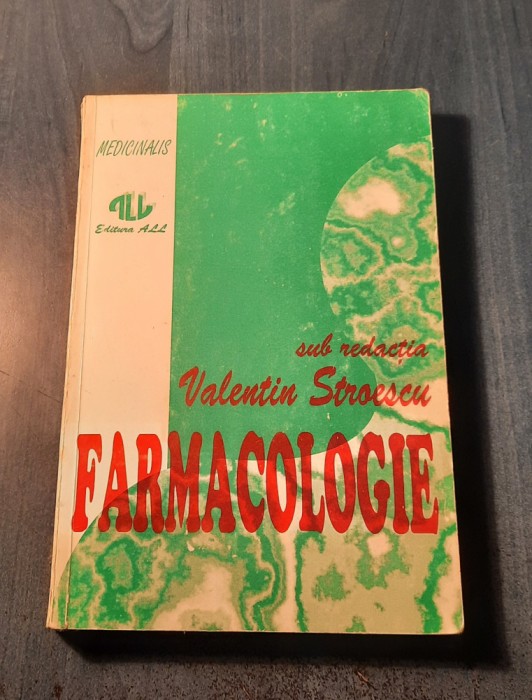 MEDICINALIS
ALL
Editura ALL
sub redacția
Valentin Stroescu
FARMACOLOGIE